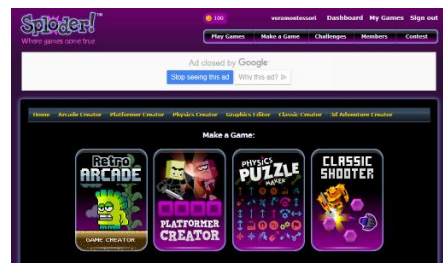 Sploder!™
Where games come true
100
veramontessori Dashboard My Games Sign out
Play Games Make a Game Challenges Members Contest
Ad closed by Google
Stop seeing this ad Why this ad?
Home Arcade Creator Platformer Creator Physics Creator Graphics Editor Classic Creator 3d Adventure Creator
Make a Game:
Retro ARCADE
GAME CREATOR
PLATFORMER CREATOR
PHYSICS PUZZLE MAKER
CLASSIC SHOOTER